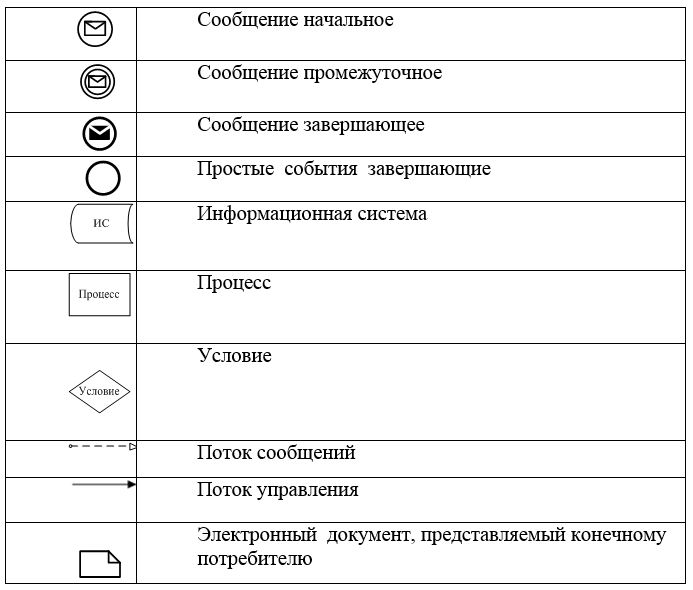 Сообщение начальное
Сообщение промежуточное
Сообщение завершающее
Простые события завершающие
ИС
Информационная система
Процесс
Процесс
Условие
Условие
Поток сообщений
Поток управления
Электронный документ, представляемый конечному
потребителю